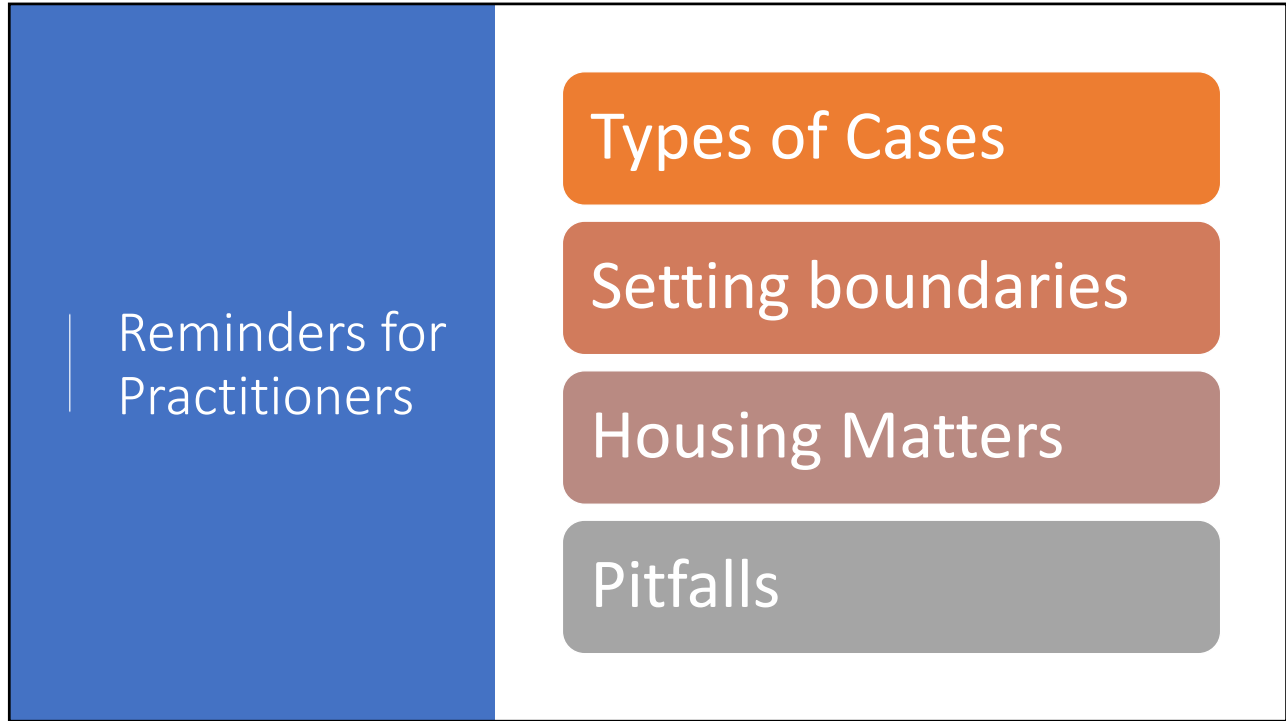 Reminders for
Practitioners
Types of Cases
Setting boundaries
Housing Matters
Pitfalls